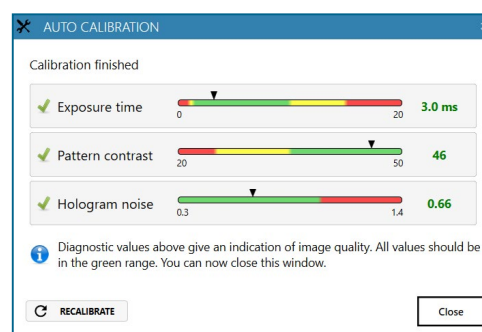 AUTO CALIBRATION
Calibration finished
Exposure time
0
20
3.0 ms
Pattern contrast
20
50
46
Hologram noise
0.3
1.4
0.66
Diagnostic values above give an indication of image quality. All values should be
in the green range. You can now close this window.
RECALIBRATE
Close